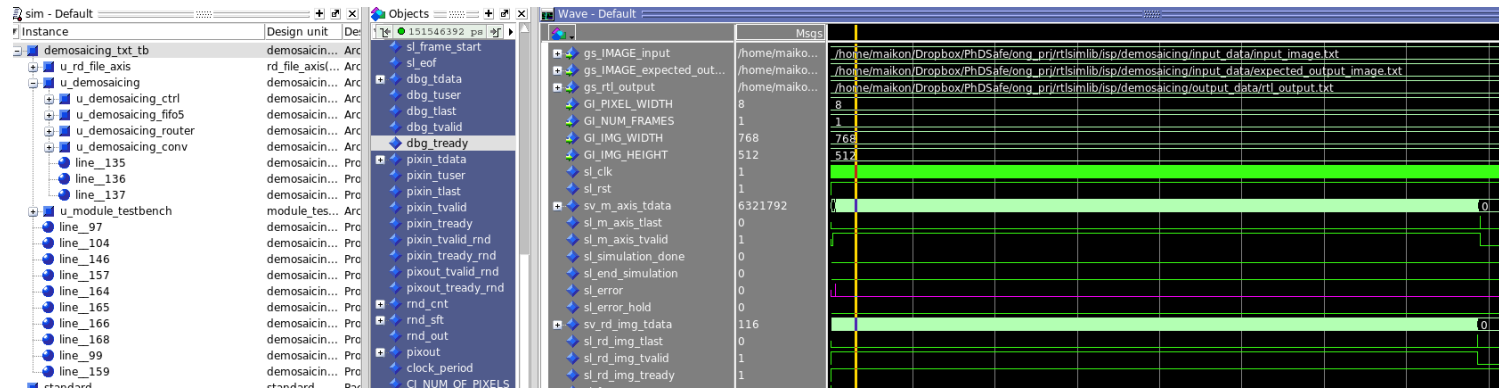 sim - Default
Instance Design unit De
demosaicing_txt_tb demosaicin... Arc
u_rd_file_axis rd_file_axis(... Arc
u_demosaicing demosaicin... Arc
u_demosaicing_ctrl demosaicin... Arc
u_demosaicing_fifo5 demosaicin... Arc
u_demosaicing_router demosaicin... Arc
u_demosaicing_conv demosaicin... Arc
line__135 demosaicin... Pro
line__136 demosaicin... Pro
line__137 demosaicin... Pro
u_module_testbench module_tes... Arc
line__97 demosaicin... Pro
line__104 demosaicin... Pro
line__146 demosaicin... Pro
line__157 demosaicin... Pro
line__164 demosaicin... Pro
line__165 demosaicin... Pro
line__166 demosaicin... Pro
line__168 demosaicin... Pro
line__99 demosaicin... Pro
line__159 demosaicin... Pro
standard standard Pac
Objects
151546392 ps
sl_frame_start
sl_eof
dbg_tdata
dbg_tuser
dbg_tlast
dbg_tvalid
dbg_tready
pixin_tdata
pixin_tuser
pixin_tlast
pixin_tvalid
pixin_tready
pixin_tvalid_rnd
pixin_tready_rnd
pixout_tvalid_rnd
pixout_tready_rnd
rnd_cnt
rnd_sft
rnd_out
pixout
clock_period
CI_NUM_OF_PIXELS
Wave - Default
Msgs
gs_IMAGE_input /home/maiko... /home/maikon/Dropbox/PhDSafe/ong_prj/rtlsimlib/isp/demosaicing/input_data/input_image.txt
gs_IMAGE_expected_out... /home/maiko... /home/maikon/Dropbox/PhDSafe/ong_prj/rtlsimlib/isp/demosaicing/input_data/expected_output_image.txt
gs_rtl_output /home/maiko... /home/maikon/Dropbox/PhDSafe/ong_prj/rtlsimlib/isp/demosaicing/output_data/rtl_output.txt
GI_PIXEL_WIDTH 8 8
GI_NUM_FRAMES 1 1
GI_IMG_WIDTH 768 768
GI_IMG_HEIGHT 512 512
sl_clk 1
sl_rst 1
sv_m_axis_tdata 6321792 0
sl_m_axis_tlast 0
sl_m_axis_tvalid 1
sl_simulation_done 0
sl_end_simulation 0
sl_error 0
sl_error_hold 0
sv_rd_img_tdata 116 0
sl_rd_img_tlast 0
sl_rd_img_tvalid 1
sl_rd_img_tready 1